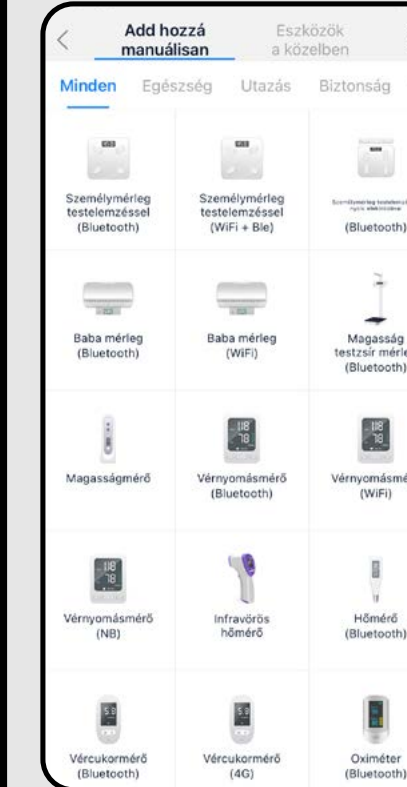 Add hozzá
manuálisan
Eszközök
a közelben
Minden Egészség Utazás Biztonság
Személymérleg
testelemzéssel
(Bluetooth)
Személymérleg
testelemzéssel
(WiFi + Ble)
(Bluetooth)
Baba mérleg
(Bluetooth)
Baba mérleg
(WiFi)
Magasság
testzsír mérle
(Bluetooth)
Magasságmérő
Vérnyomásmérő
(Bluetooth)
Vérnyomásmé
(WiFi)
Vérnyomásmérő
(NB)
Infravörös
hőmérő
Hőmérő
(Bluetooth)
Vércukormérő
(Bluetooth)
Vércukormérő
(4G)
Oximéter
(Bluetooth)